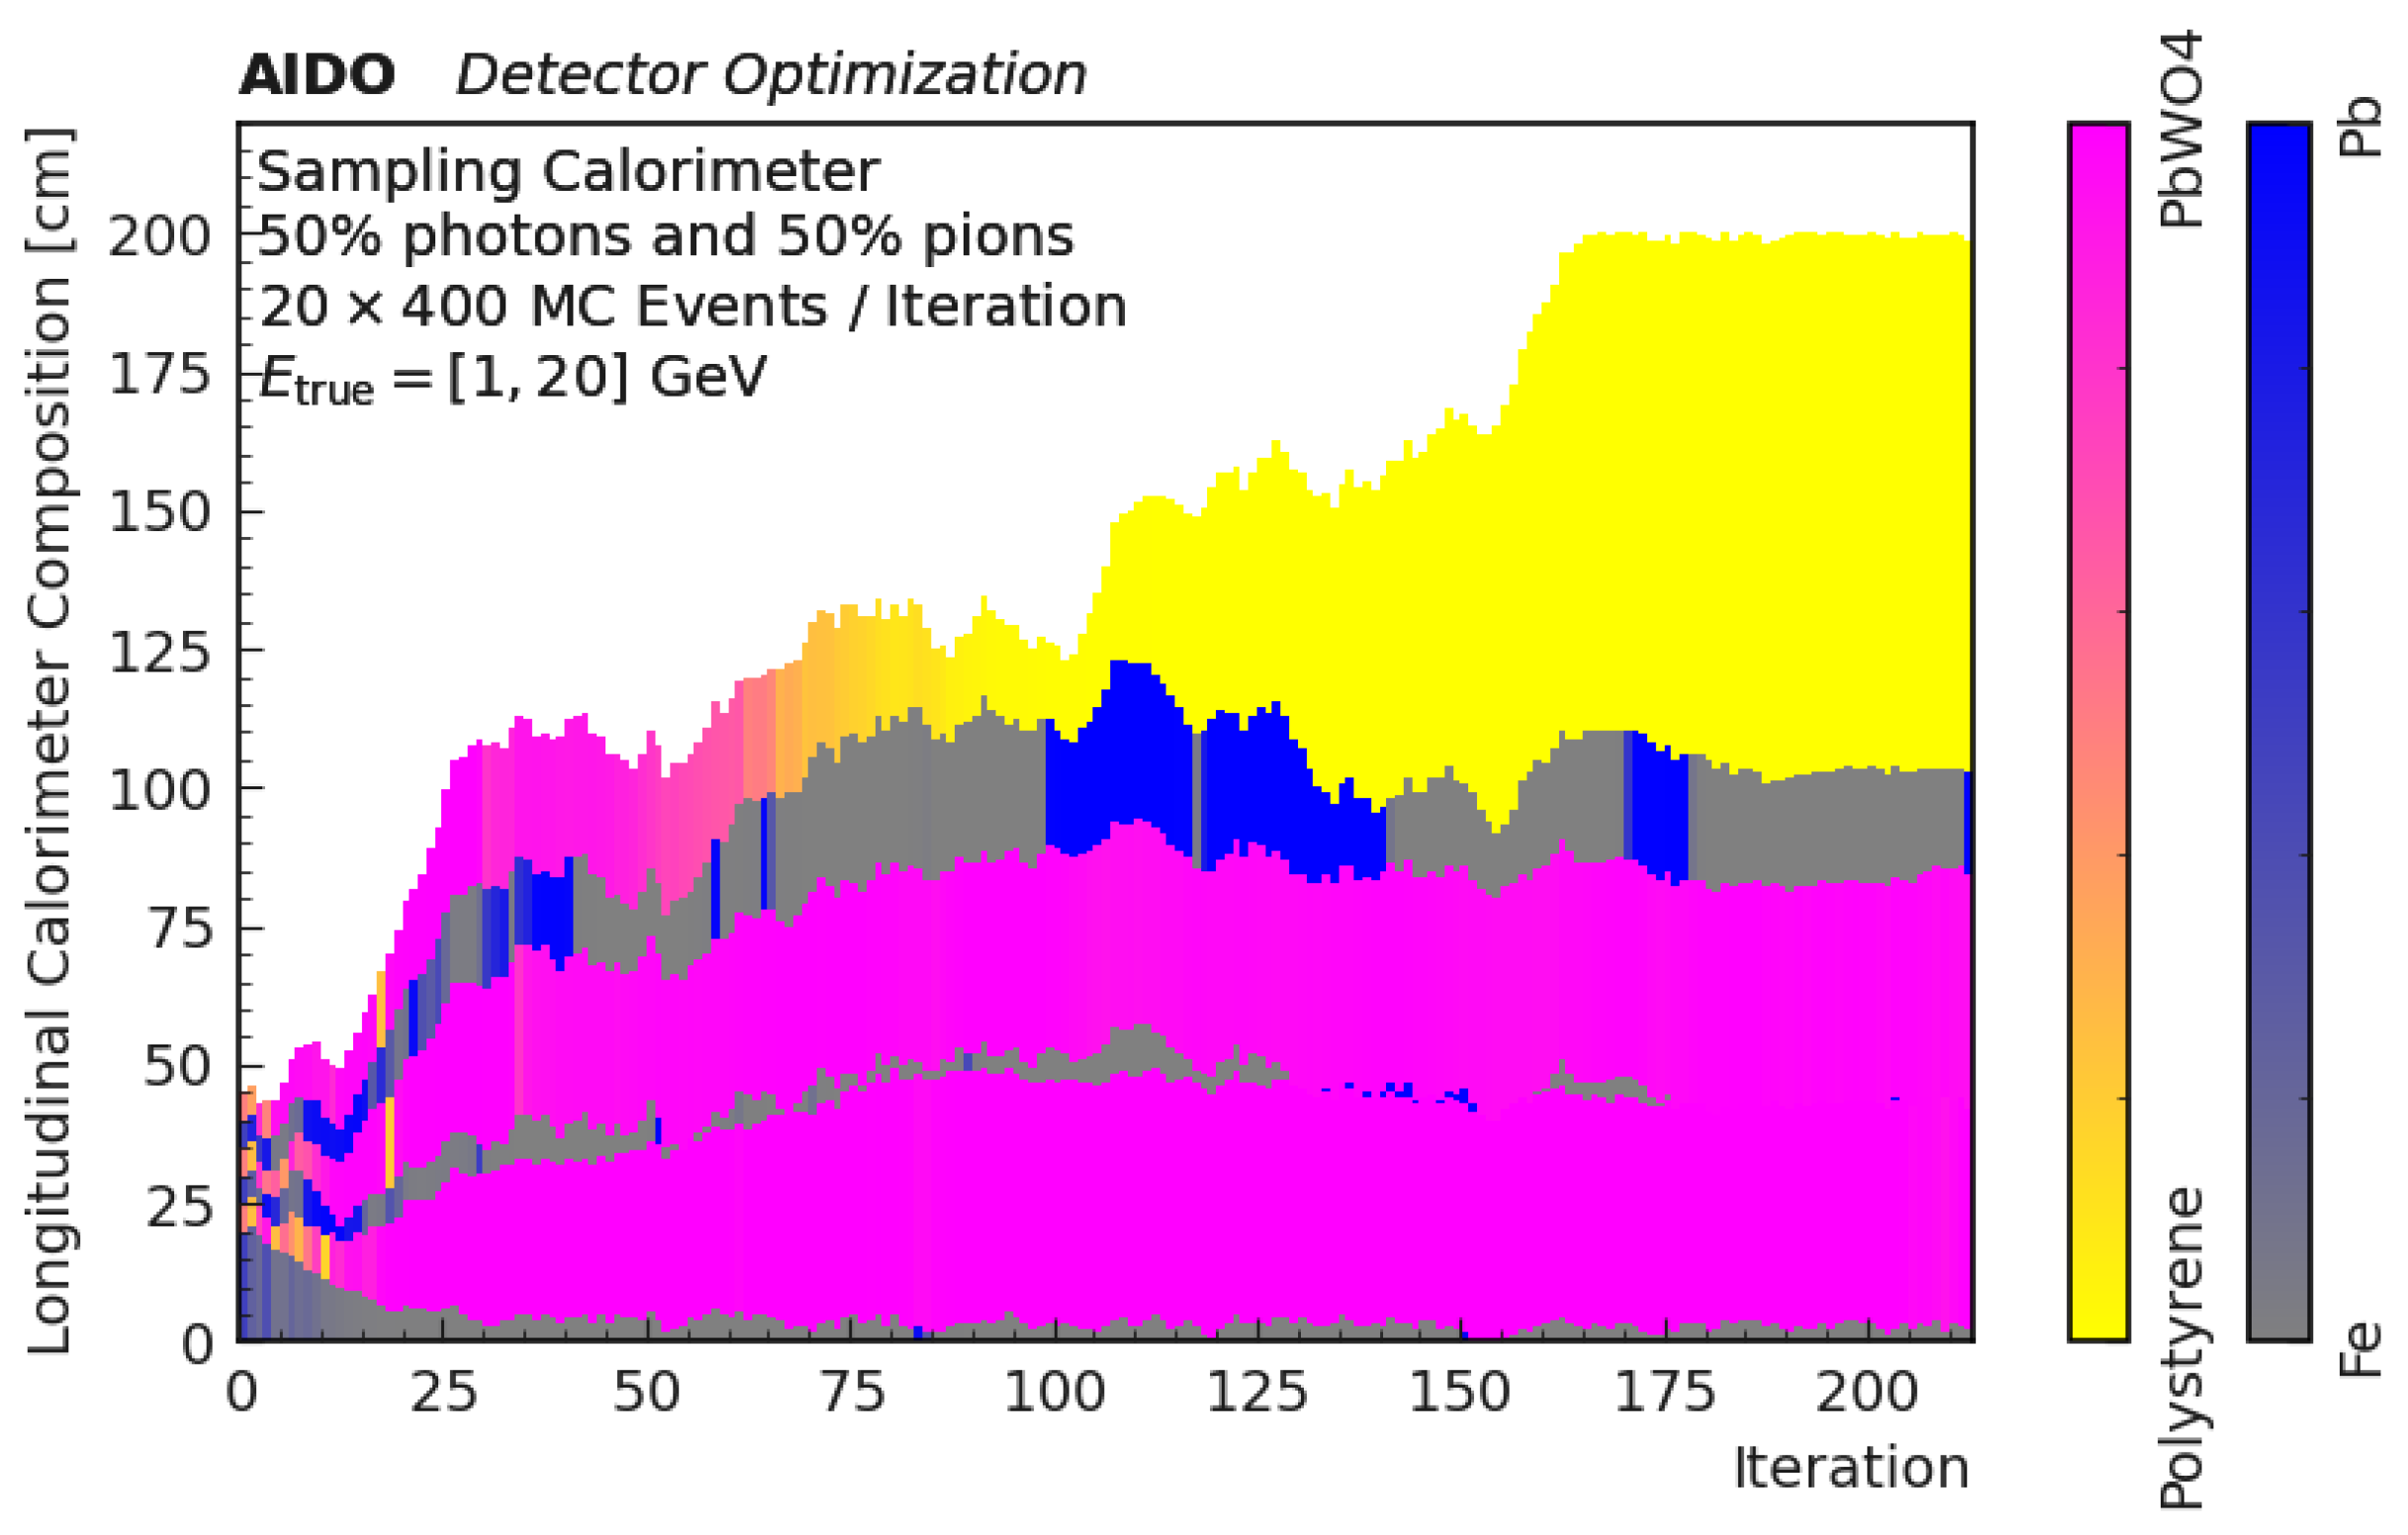 AIDO Detector Optimization
Sampling Calorimeter
50% photons and 50% pions
20 × 400 MC Events / Iteration
E_true = [1, 20] GeV
Longitudinal Calorimeter Composition [cm]
200
175
150
125
100
75
50
25
0
0 25 50 75 100 125 150 175 200
Iteration
PbWO4
Polystyrene
Pb
Fe